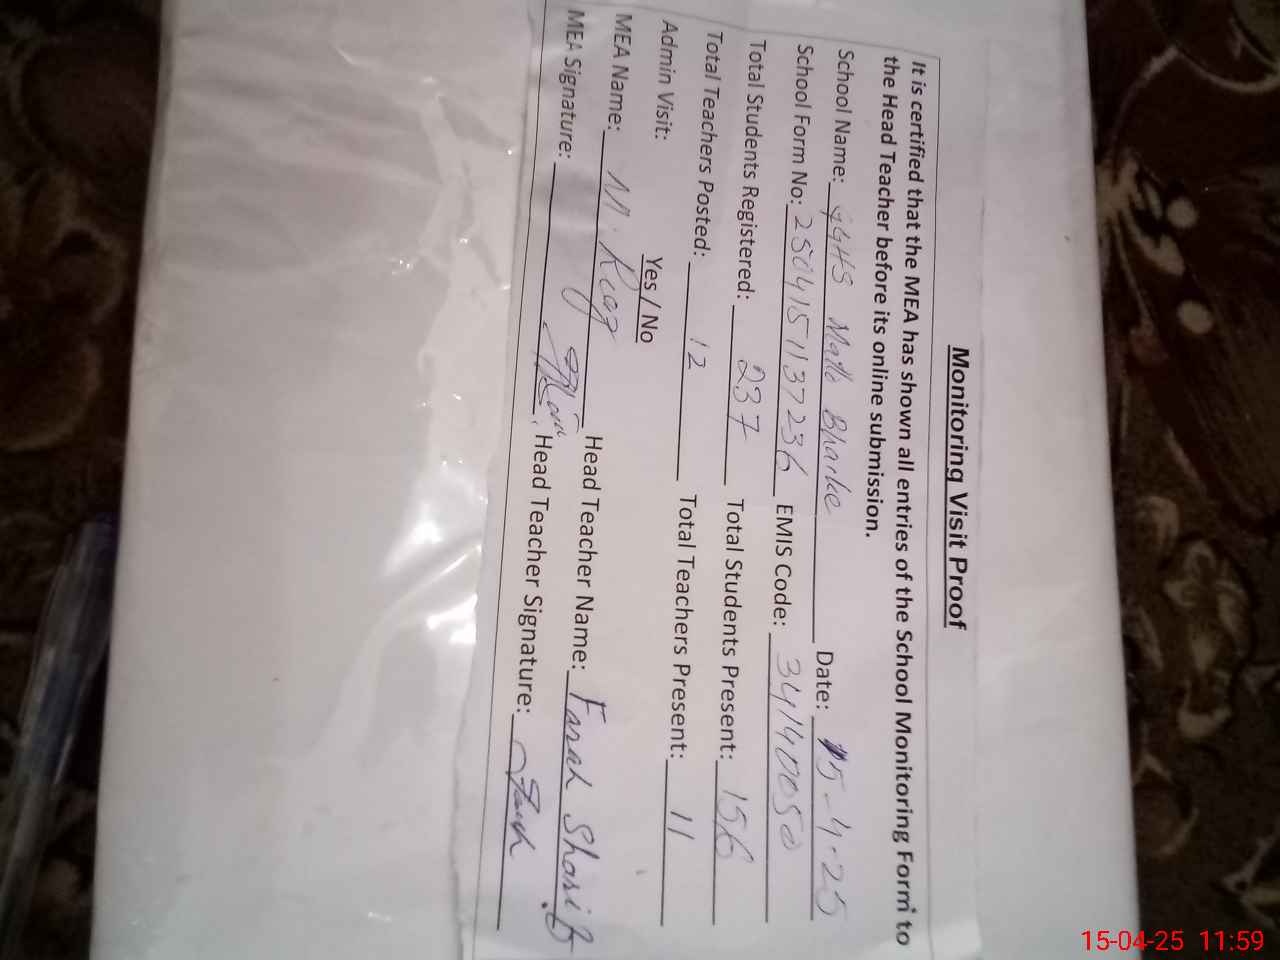 Monitoring Visit Proof
It is certified that the MEA has shown all entries of the School Monitoring Form to
the Head Teacher before its online submission.
School Name: GGHS Malla Bharke Date: 15-4-25
School Form No: 2504151137236 EMIS Code: 34140050
Total Students Registered: 237 Total Students Present: 156
Total Teachers Posted: 12 Total Teachers Present: 11
Admin Visit: Yes / No
MEA Name: M. Riaz Head Teacher Name: Farah Sharif
MEA Signature: Head Teacher Signature: Farah
15-04-25 11:59